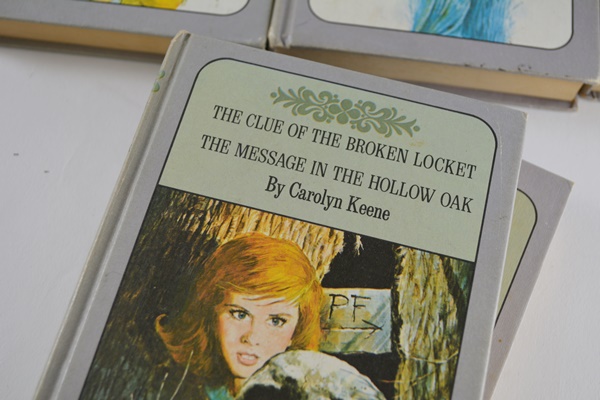 THE CLUE OF THE BROKEN LOCKET
THE MESSAGE IN THE HOLLOW OAK
By Carolyn Keene
PF